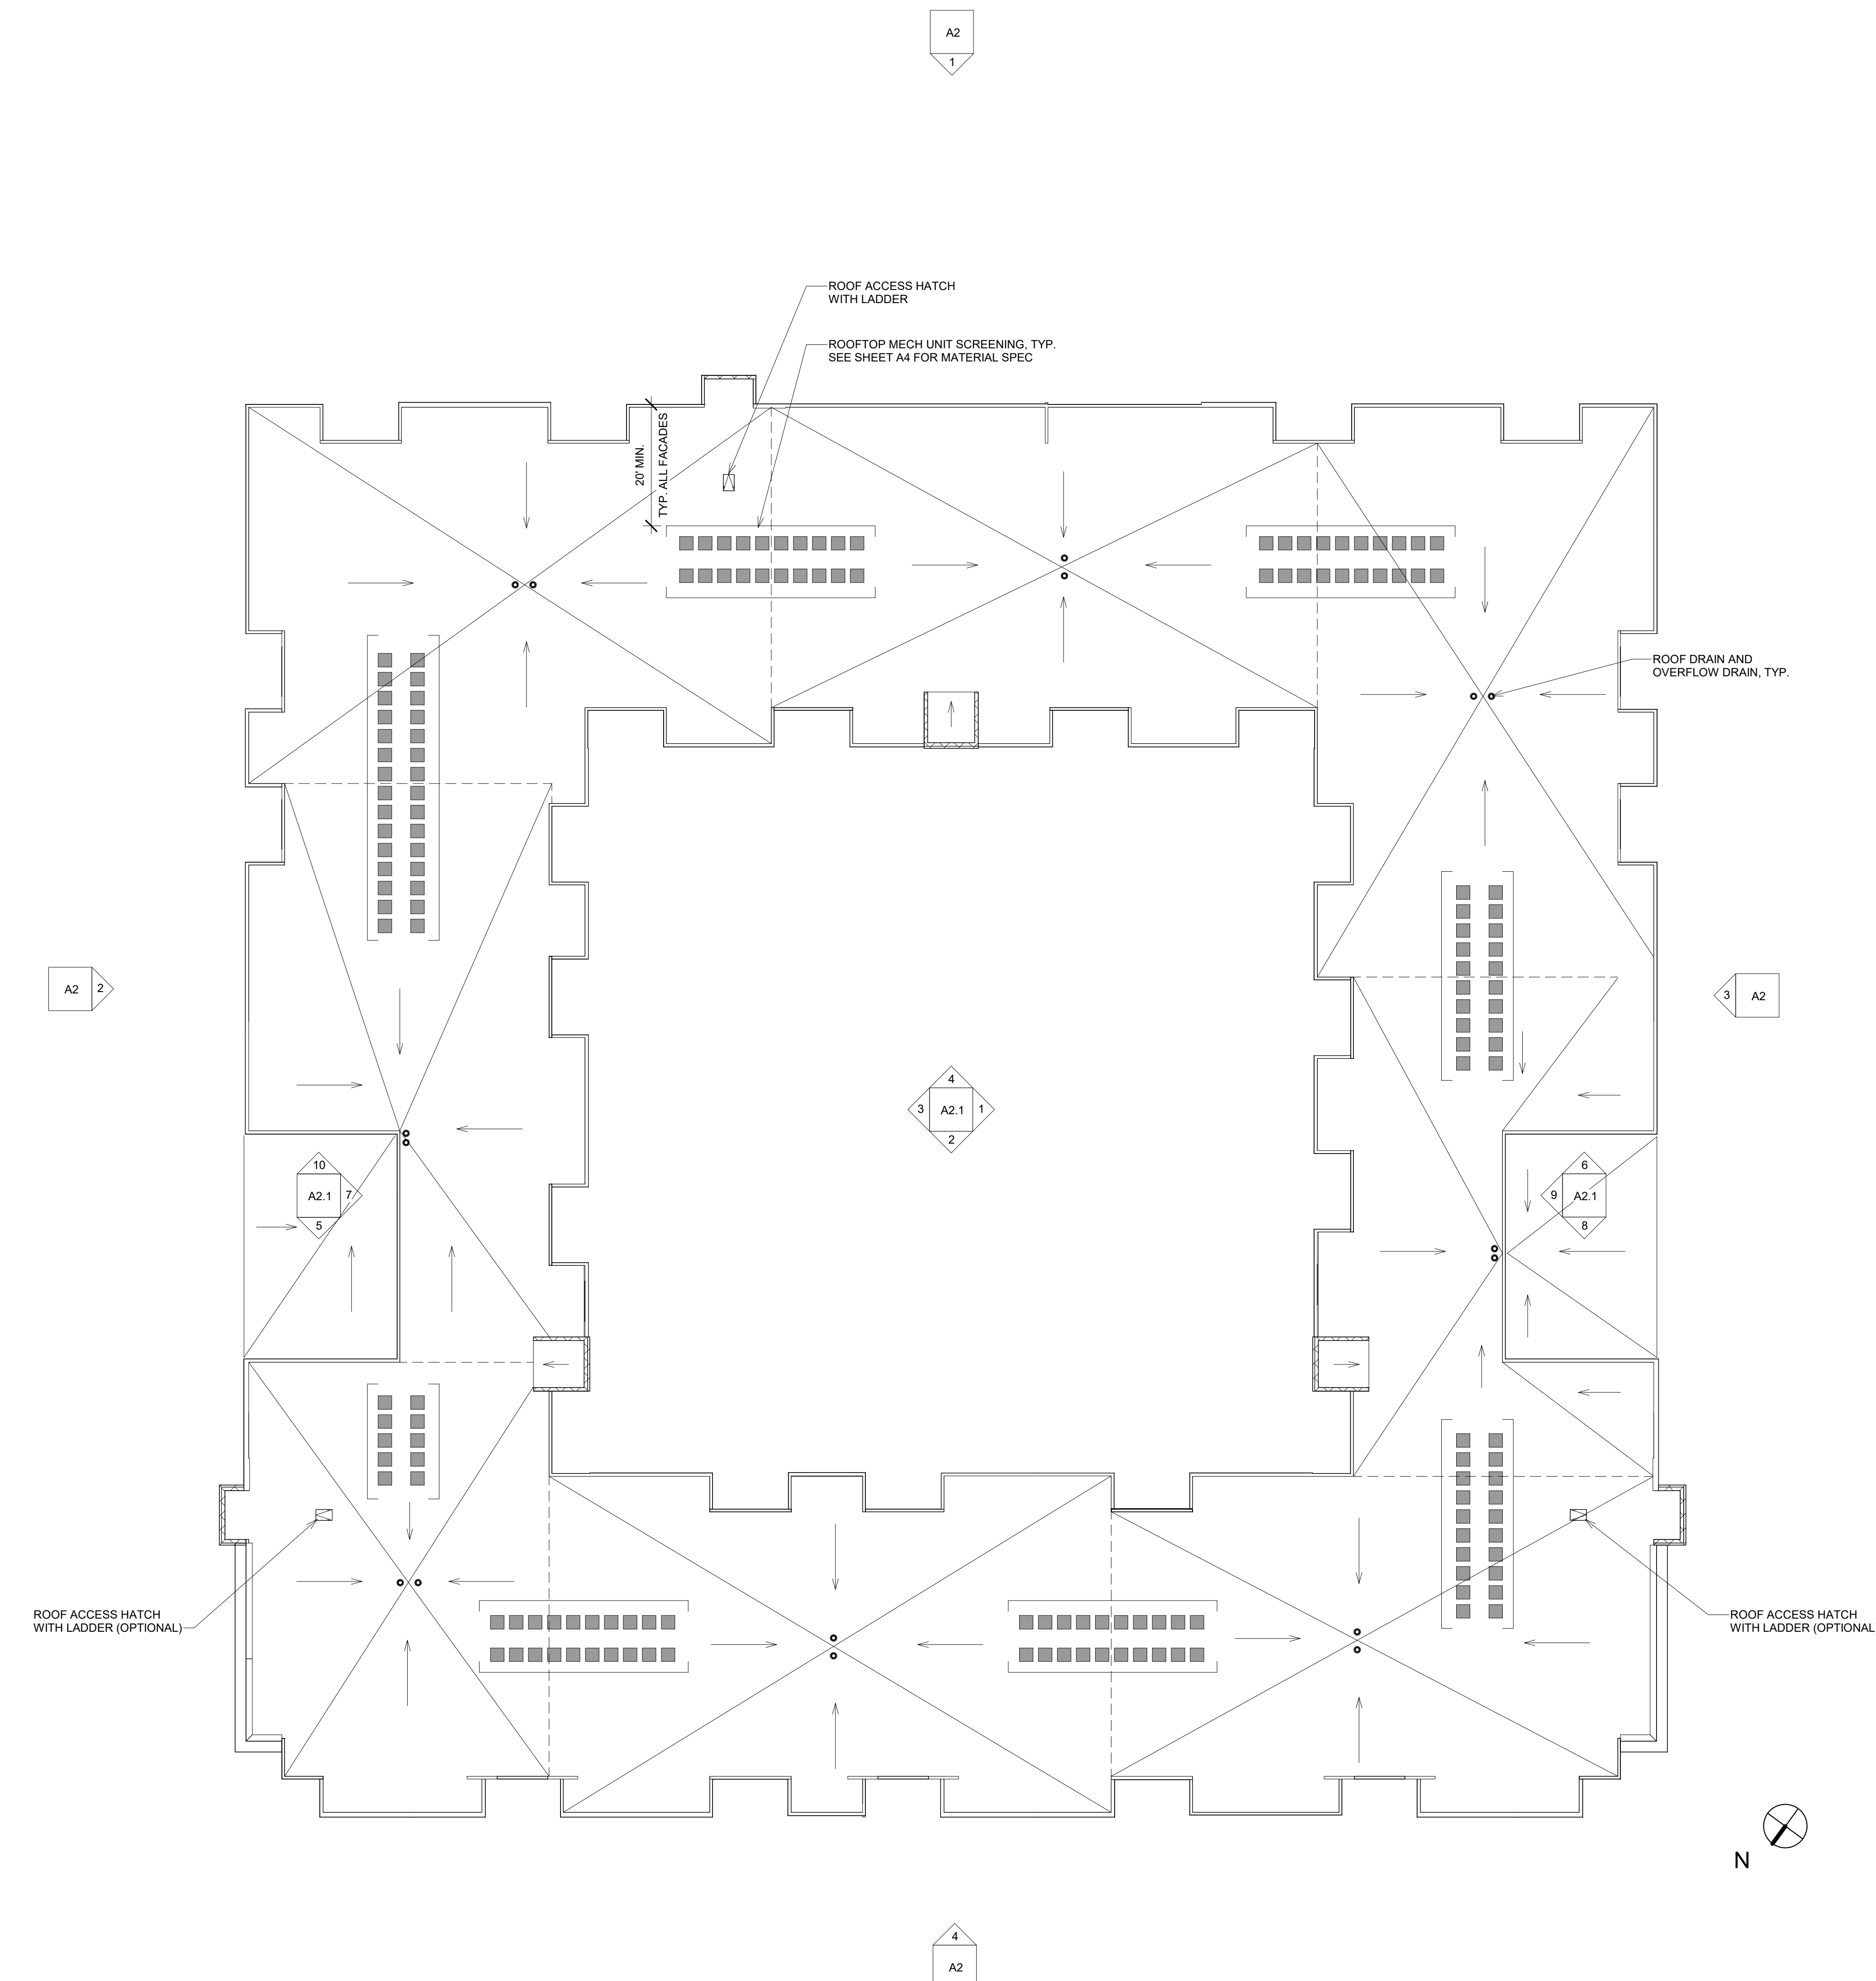 A2
1
ROOF ACCESS HATCH
WITH LADDER
ROOFTOP MECH UNIT SCREENING, TYP.
SEE SHEET A4 FOR MATERIAL SPEC
20' MIN.
TYP. ALL FACADES
ROOF DRAIN AND
OVERFLOW DRAIN, TYP.
A2 2
3 A2
4
3 A2.1 1
2
10
A2.1 7
5
6
9 A2.1
8
ROOF ACCESS HATCH
WITH LADDER (OPTIONAL)
ROOF ACCESS HATCH
WITH LADDER (OPTIONAL
N
4
A2